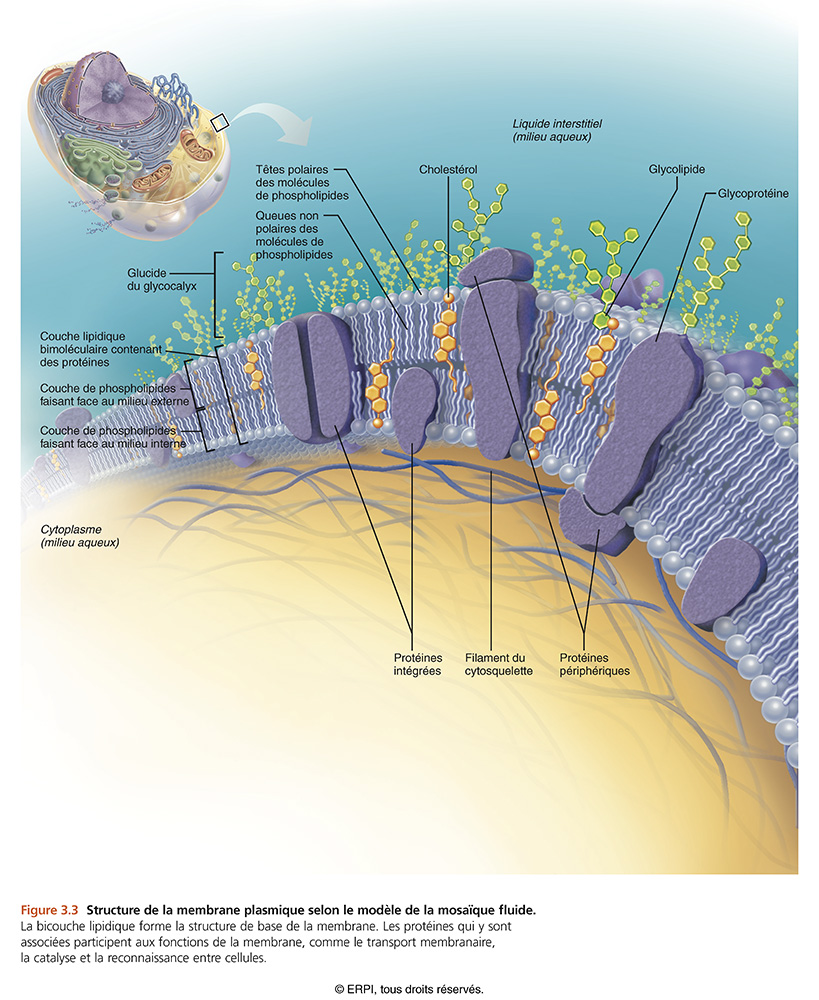 Liquide interstitiel
(milieu aqueux)
Têtes polaires
des molécules
de phospholipides
Cholestérol
Glycolipide
Glycoprotéine
Queues non
polaires des
molécules de
phospholipides
Glucide
du glycocalyx
Couche lipidique
bimoléculaire contenant
des protéines
Couche de phospholipides
faisant face au milieu externe
Couche de phospholipides
faisant face au milieu interne
Cytoplasme
(milieu aqueux)
Protéines
intégrées
Filament du
cytosquelette
Protéines
périphériques
Figure 3.3 Structure de la membrane plasmique selon le modèle de la mosaïque fluide.
La bicouche lipidique forme la structure de base de la membrane. Les protéines qui y sont
associées participent aux fonctions de la membrane, comme le transport membranaire,
la catalyse et la reconnaissance entre cellules.
© ERPI, tous droits réservés.